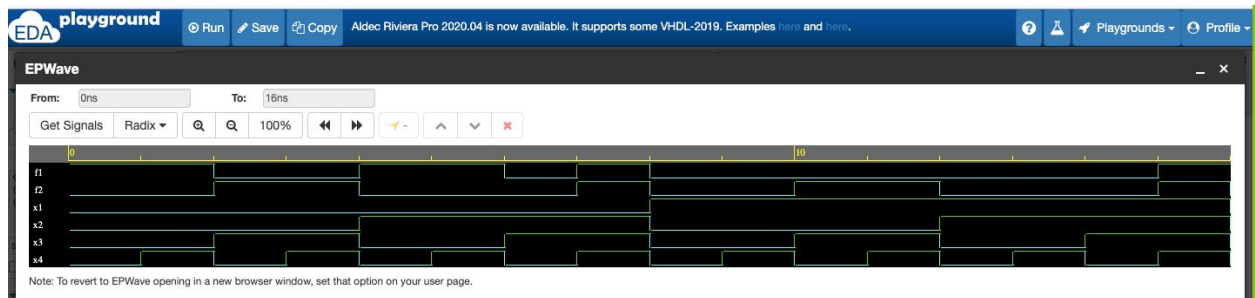 EDA playground Run Save Copy Aldec Riviera Pro 2020.04 is now available. It supports some VHDL-2019. Examples here and here. ? Playgrounds Profile
EPWave
From: 0ns To: 16ns
Get Signals Radix 100% -
0 10
f1
f2
x1
x2
x3
x4
Note: To revert to EPWave opening in a new browser window, set that option on your user page.